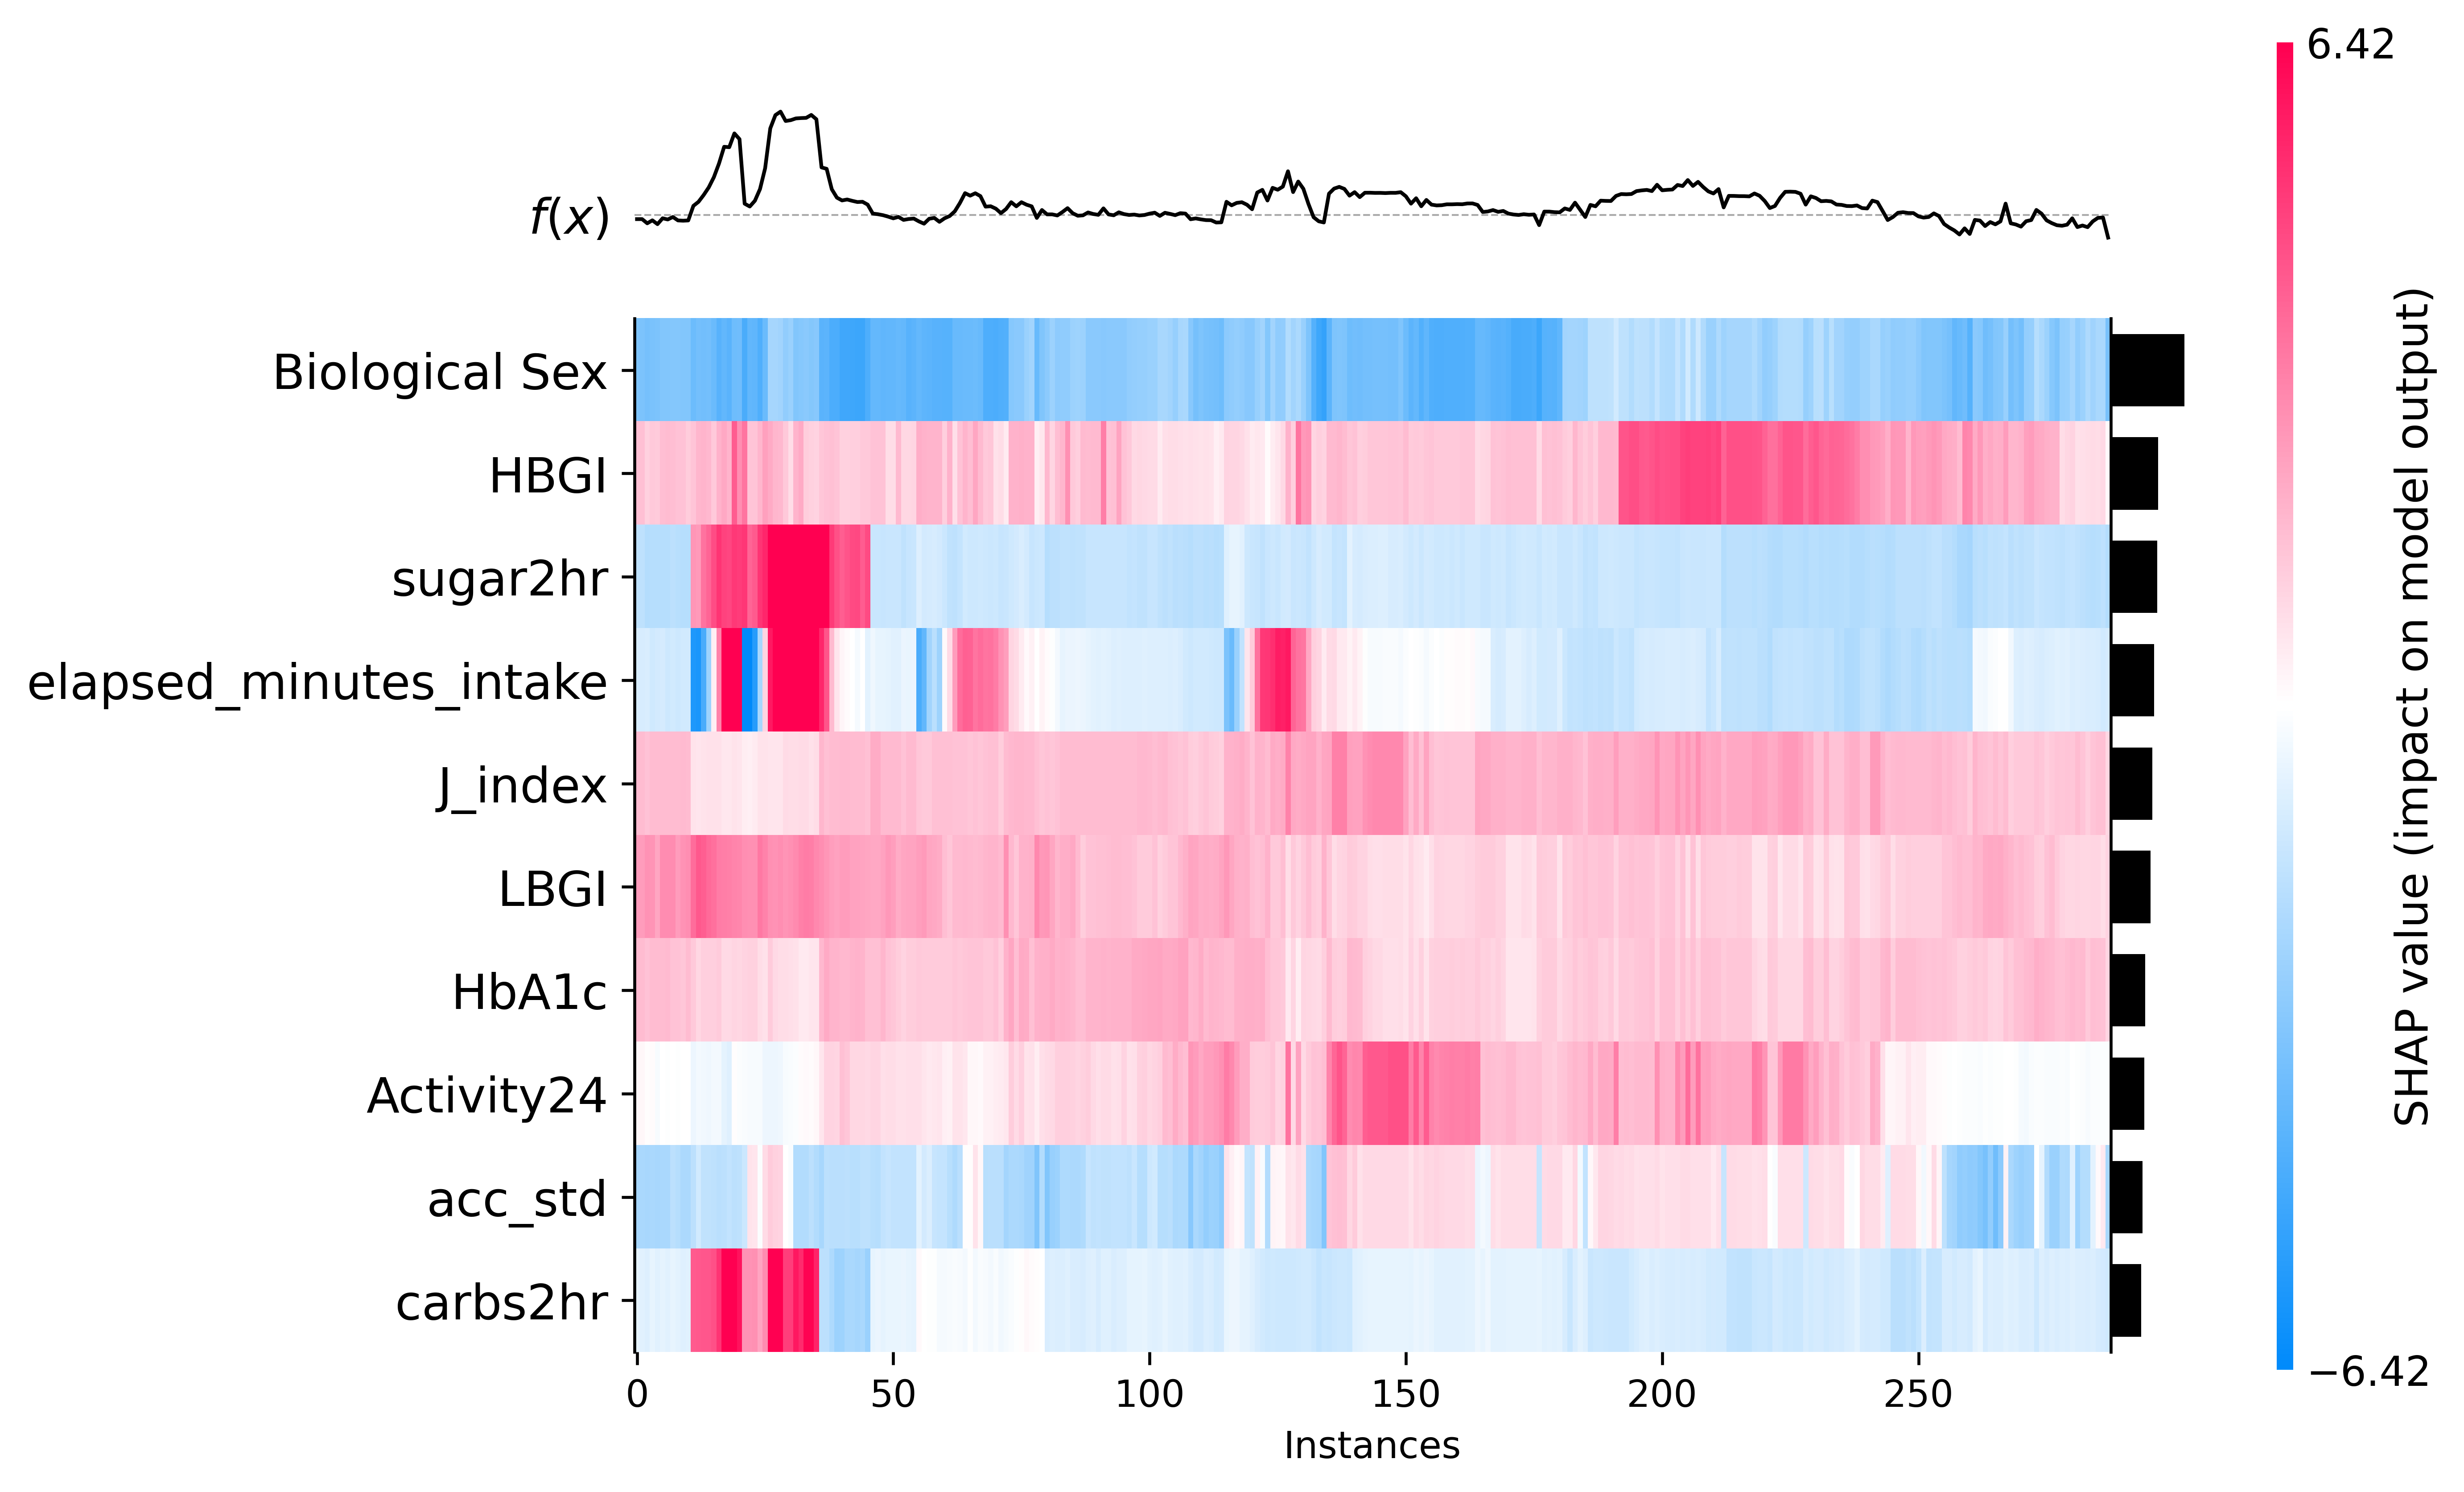 6.42
f(x)
Biological Sex
HBGI
sugar2hr
elapsed_minutes_intake
J_index
LBGI
HbA1c
Activity24
acc_std
carbs2hr
0 50 100 150 200 250
Instances
SHAP value (impact on model output)
−6.42